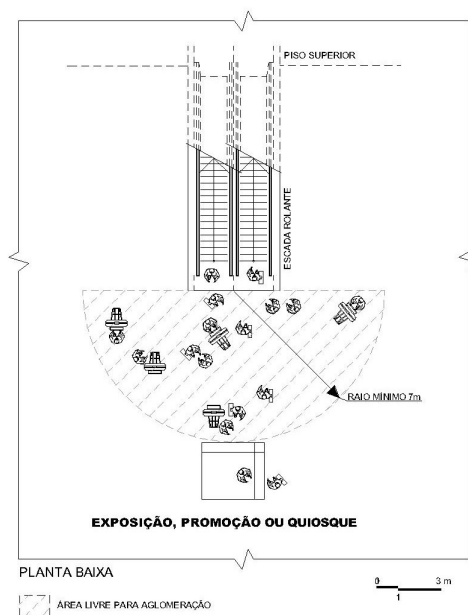 PISO SUPERIOR
ESCADA ROLANTE
RAIO MÍNIMO 7m
EXPOSIÇÃO, PROMOÇÃO OU QUIOSQUE
PLANTA BAIXA
0 3 m
1
ÁREA LIVRE PARA AGLOMERAÇÃO